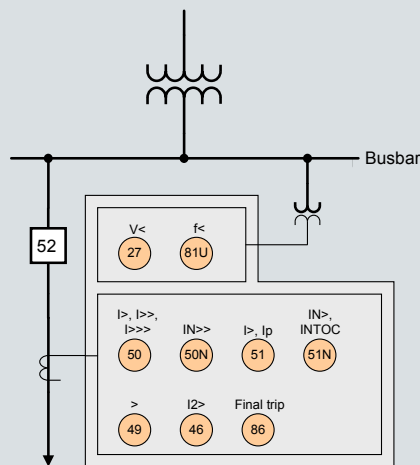 Busbar
52
V<
f<
27
81U
I>, I>>,
I>>>
IN>>
I>, Ip
IN>,
INTOC
50
50N
51
51N
>
I2>
Final trip
49
46
86